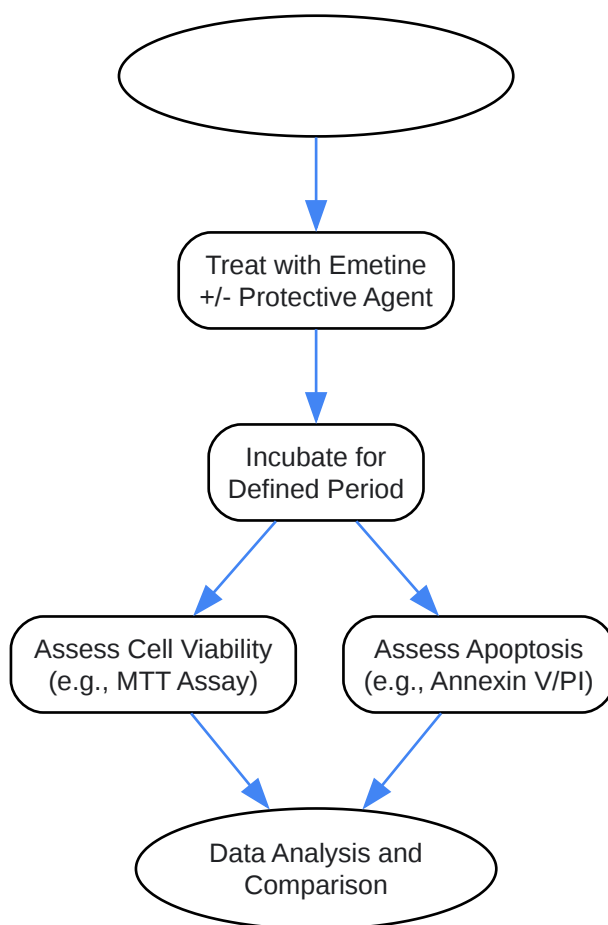 Treat with Emetine
+/- Protective Agent
Incubate for
Defined Period
Assess Cell Viability
(e.g., MTT Assay)
Assess Apoptosis
(e.g., Annexin V/PI)
Data Analysis and
Comparison